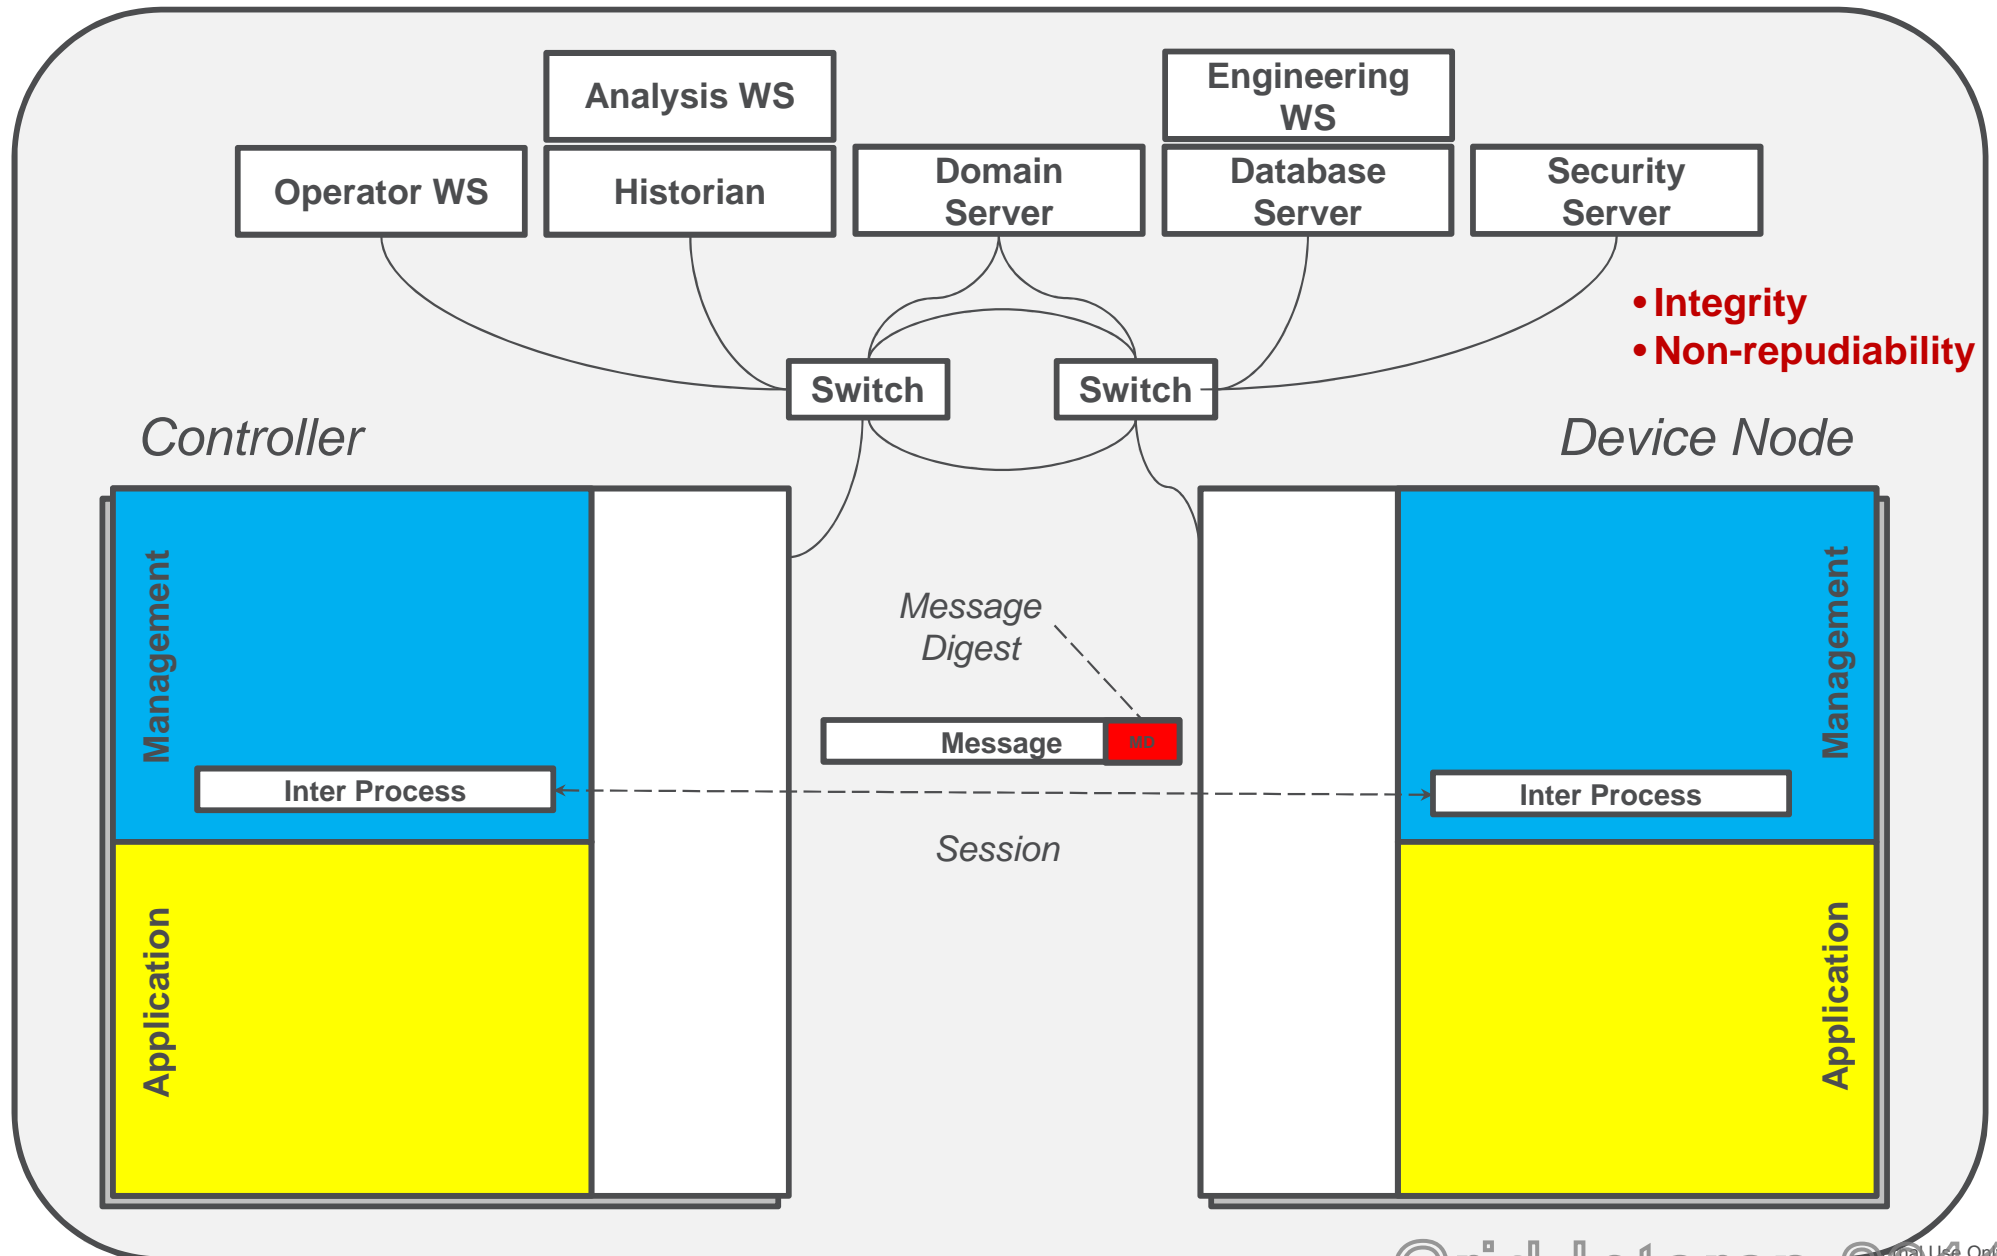 Analysis WS
Engineering
WS
Operator WS
Historian
Domain
Server
Database
Server
Security
Server
• Integrity
• Non-repudiability
Switch
Switch
Controller
Device Node
Management
Management
Message
Digest
Message
MD
Inter Process
Inter Process
Session
Application
Application